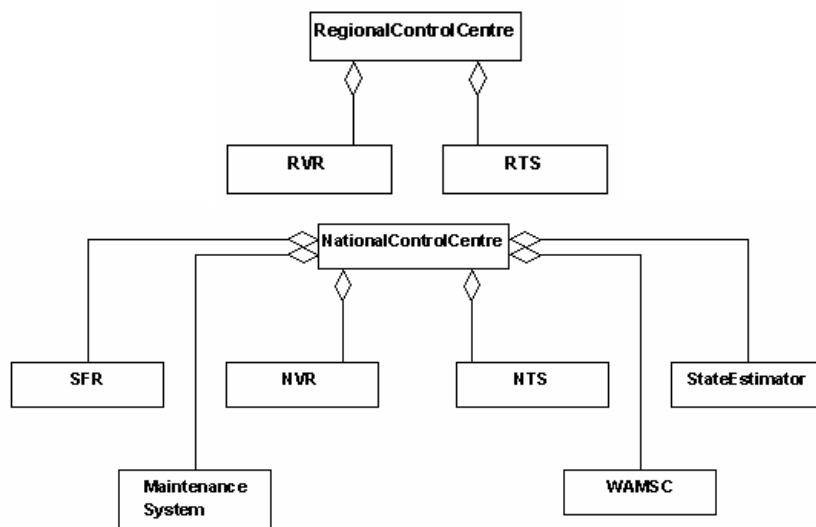 RegionalControlCentre
RVR
RTS
NationalControlCentre
SFR
NVR
NTS
StateEstimator
Maintenance
System
WAMSC